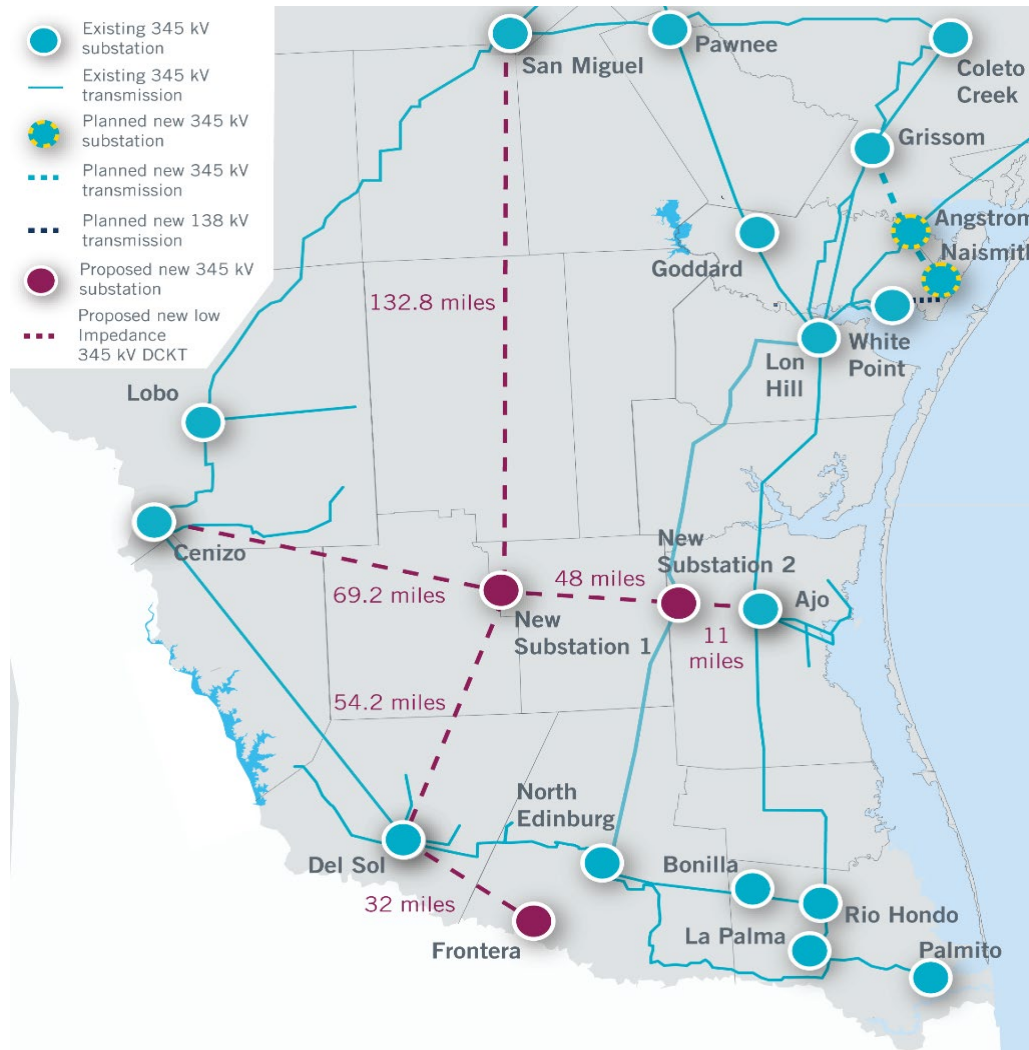 Existing 345 kV
substation
Existing 345 kV
transmission
Planned new 345 kV
substation
Planned new 345 kV
transmission
Planned new 138 kV
transmission
Proposed new 345 kV
substation
Proposed new low
Impedance
345 kV DCKT
San Miguel
Pawnee
Coleto
Creek
Grissom
Angstrom
Naismith
Goddard
132.8 miles
White
Point
Lon
Hill
Lobo
Cenizo
69.2 miles
New
Substation 1
48 miles
New
Substation 2
11
miles
Ajo
54.2 miles
North
Edinburg
Del Sol
32 miles
Frontera
Bonilla
Rio Hondo
La Palma
Palmito